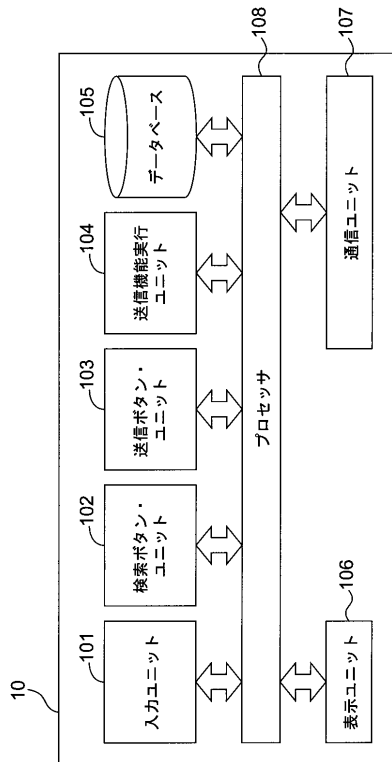 10
101
入力ユニット
102
検索ボタン・
ユニット
103
送信ボタン・
ユニット
104
送信機能実行
ユニット
105
データベース
プロセッサ
108
表示ユニット
106
通信ユニット
107